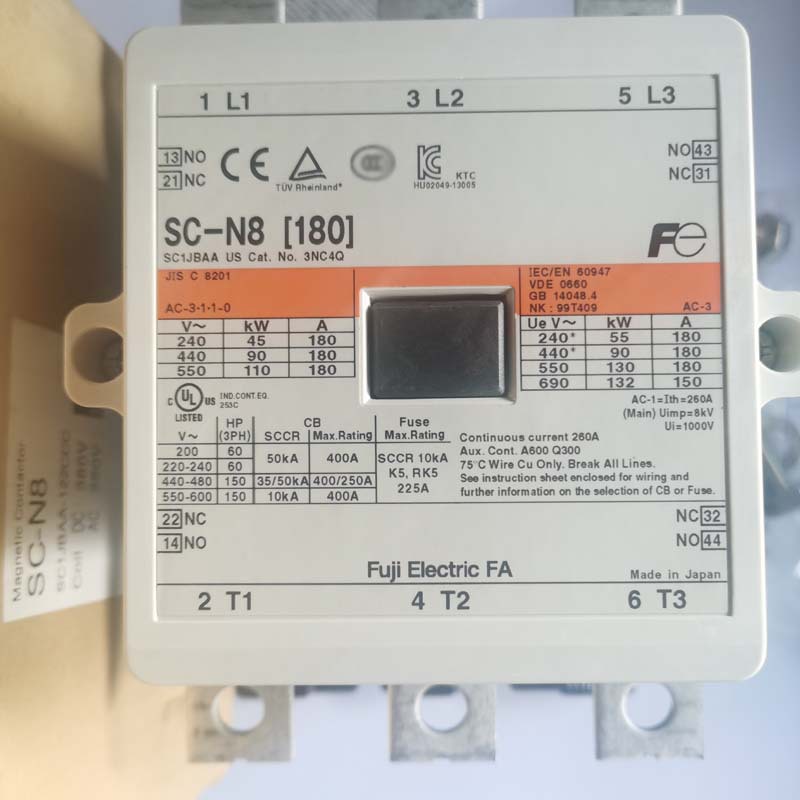 1 L1 3 L2 5 L3
13 NO NO 43
21 NC CE NC 31
TÜV Rheinland®
KTC
HU02049-13005
SC-N8 [180] Fe
SC1JBAA US Cat. No. 3NC4Q
JIS C 8201
AC-3·1·1-0
V~ kW A
240 45 180
440 90 180
550 110 180
IEC/EN 60947
VDE 0660
GB 14048.4
NK : 99T409 AC-3
Ue V~ kW A
240* 55 180
440* 90 180
550 130 180
690 132 150
AC-1=Ith=260A
(Main) Uimp=8kV
Ui=1000V
c UL US IND.CONT.EQ.
LISTED 253C
V~ HP (3PH) CB SCCR Max.Rating Fuse Max.Rating
200 60 50kA 400A SCCR 10kA
220-240 60 K5, RK5
440-480 150 35/50kA 400/250A 225A
550-600 150 10kA 400A
Continuous current 260A
Aux. Cont. A600 Q300
75°C Wire Cu Only. Break All Lines.
See instruction sheet enclosed for wiring and
further information on the selection of CB or Fuse.
22 NC NC 32
14 NO NO 44
Fuji Electric FA
Made in Japan
2 T1 4 T2 6 T3
Magnetic Contactor
SC-N8
Coil DC
AC